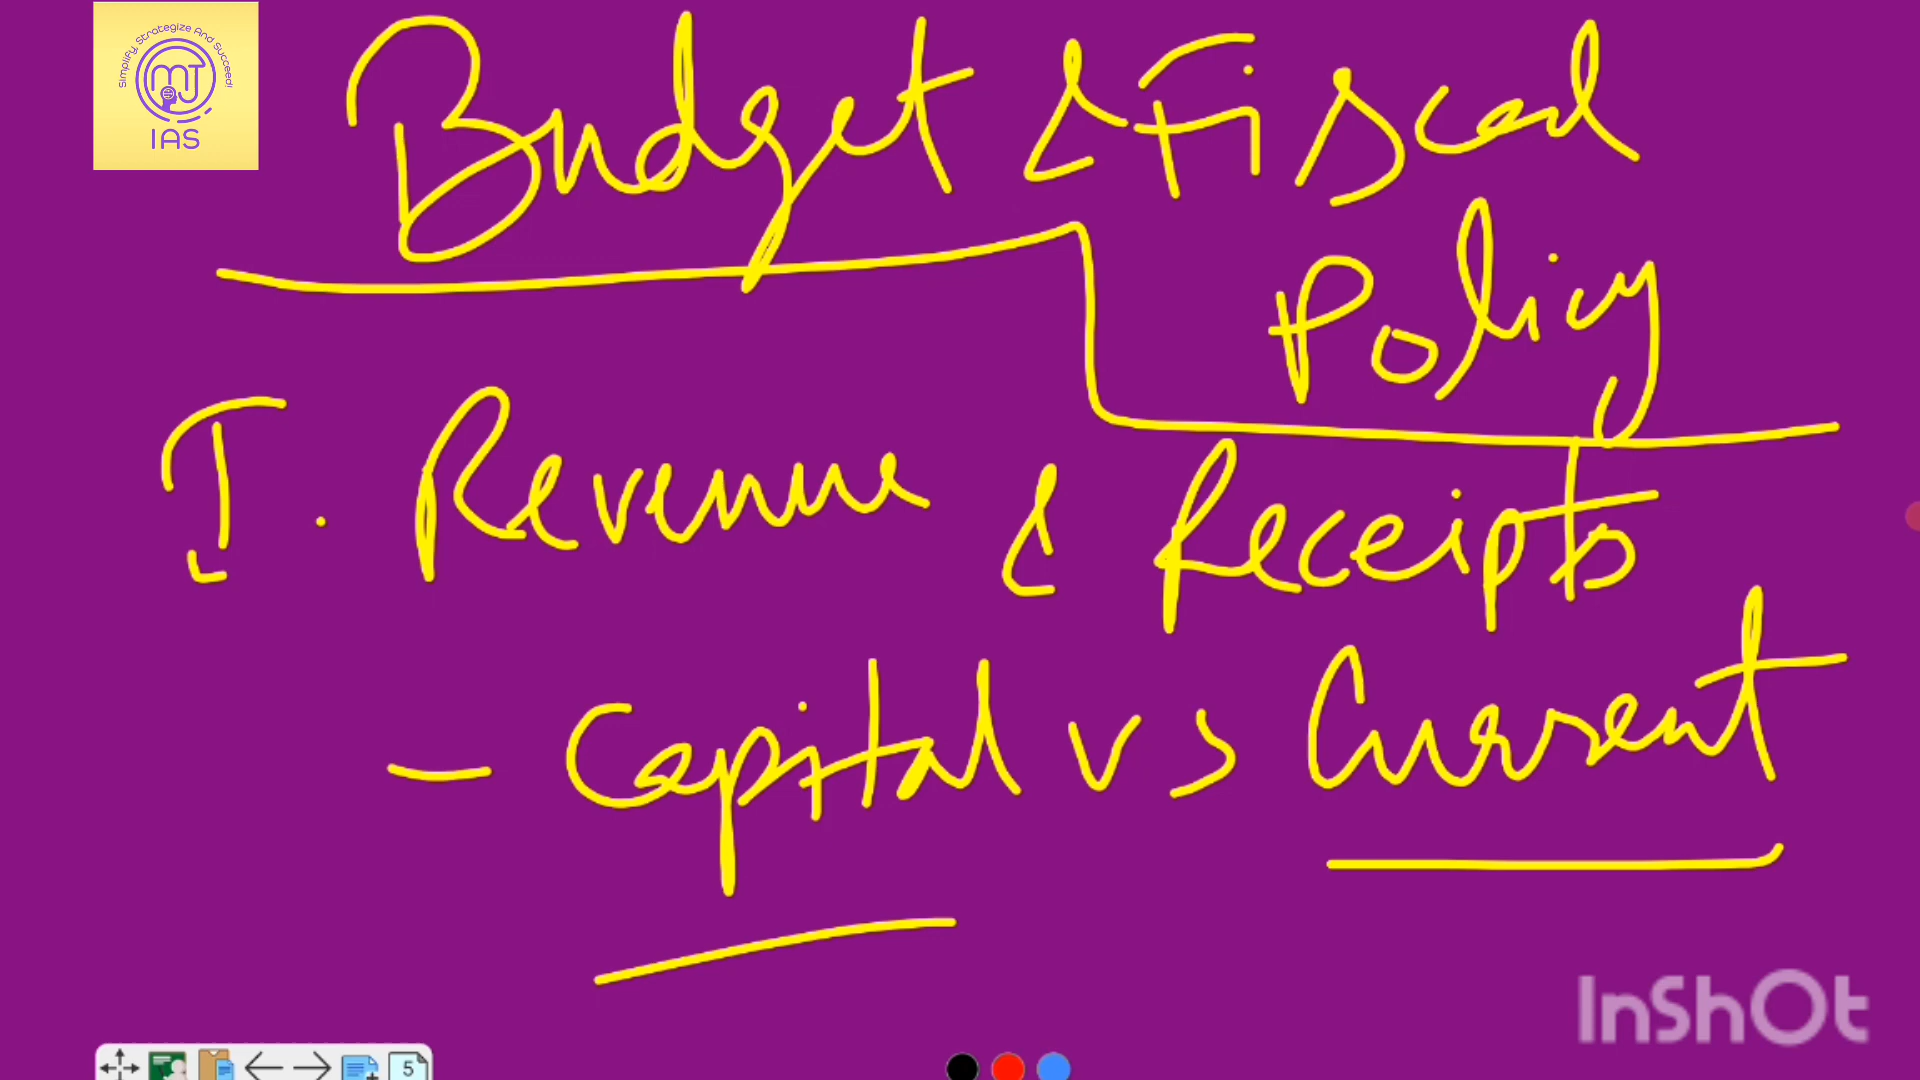 Simplify, Strategize And Succeed!
MJ
IAS
Budget & Fiscal
Policy
I. Revenue & Receipts
- Capital vs Current
InShOt
5